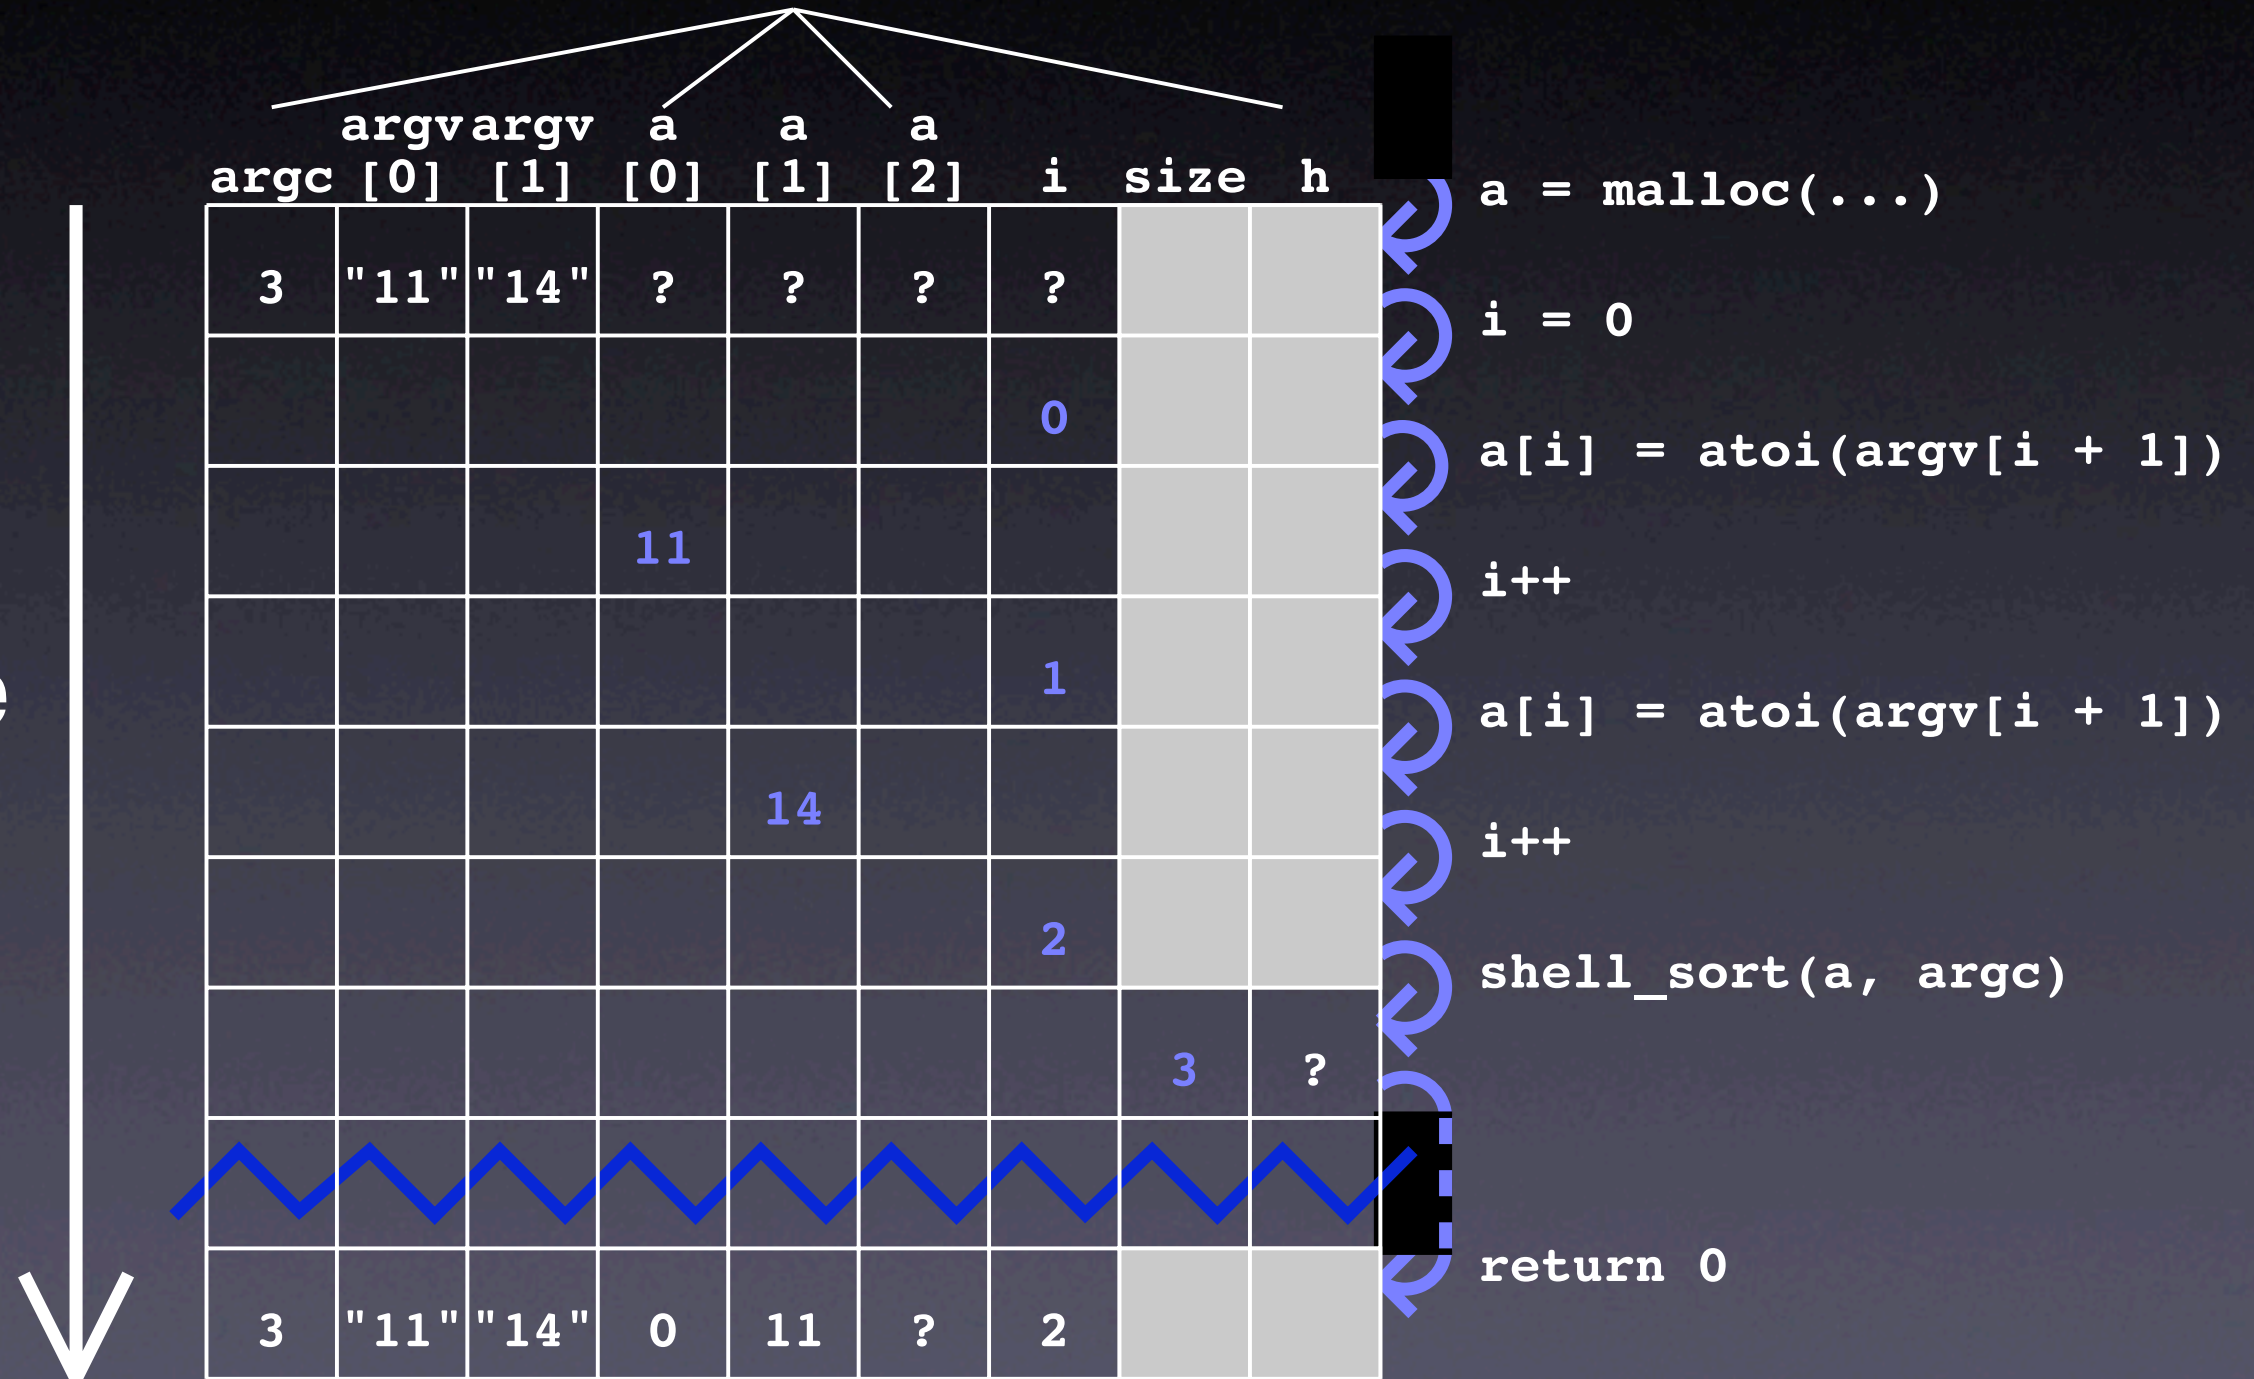 argv argv a a a
argc [0] [1] [0] [1] [2] i size h
a = malloc(...)
3 "11" "14" ? ? ? ?
i = 0
0
a[i] = atoi(argv[i + 1])
11
i++
1
a[i] = atoi(argv[i + 1])
14
i++
2
shell_sort(a, argc)
3 ?
return 0
3 "11" "14" 0 11 ? 2